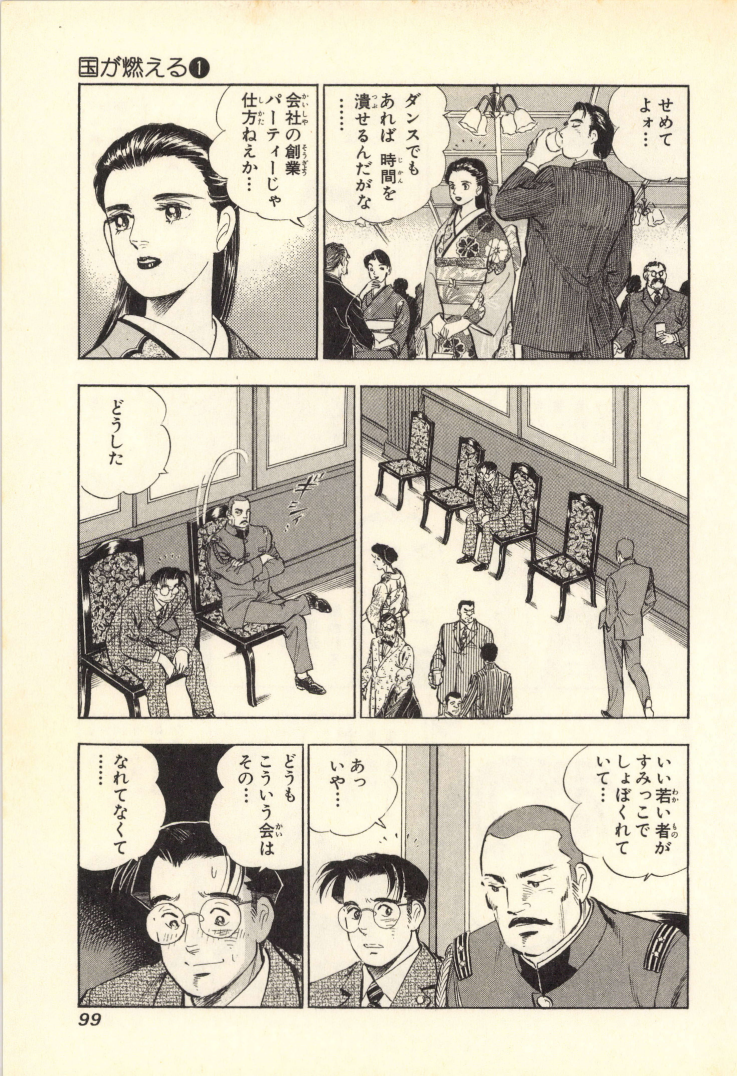 国が燃える❶
せめて
よォ…
ダンスでも
あれば時間を
潰せるんだがな
……
会社の創業
パーティーじゃ
仕方ねえか…
どうした
ギシ
いい若い者が
すみっこで
しょぼくれて
いて…
あっ
いや…
どうも
こういう会は
その…
なれてなくて
……
99